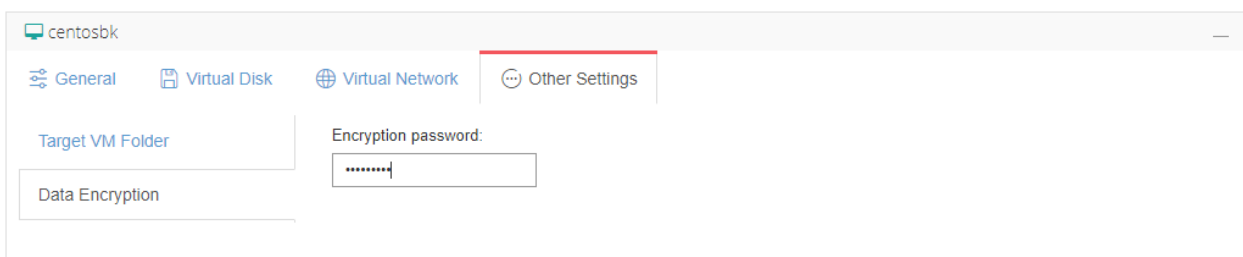 centosbk
General Virtual Disk Virtual Network Other Settings
Target VM Folder
Encryption password:
•••••••••
Data Encryption